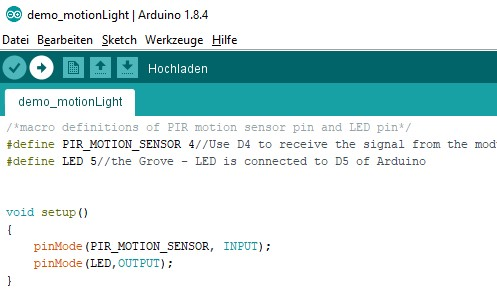 demo_motionLight | Arduino 1.8.4
Datei Bearbeiten Sketch Werkzeuge Hilfe
Hochladen
demo_motionLight
/*macro definitions of PIR motion sensor pin and LED pin*/
#define PIR_MOTION_SENSOR 4//Use D4 to receive the signal from the mod
#define LED 5//the Grove - LED is connected to D5 of Arduino
void setup()
{
pinMode(PIR_MOTION_SENSOR, INPUT);
pinMode(LED,OUTPUT);
}